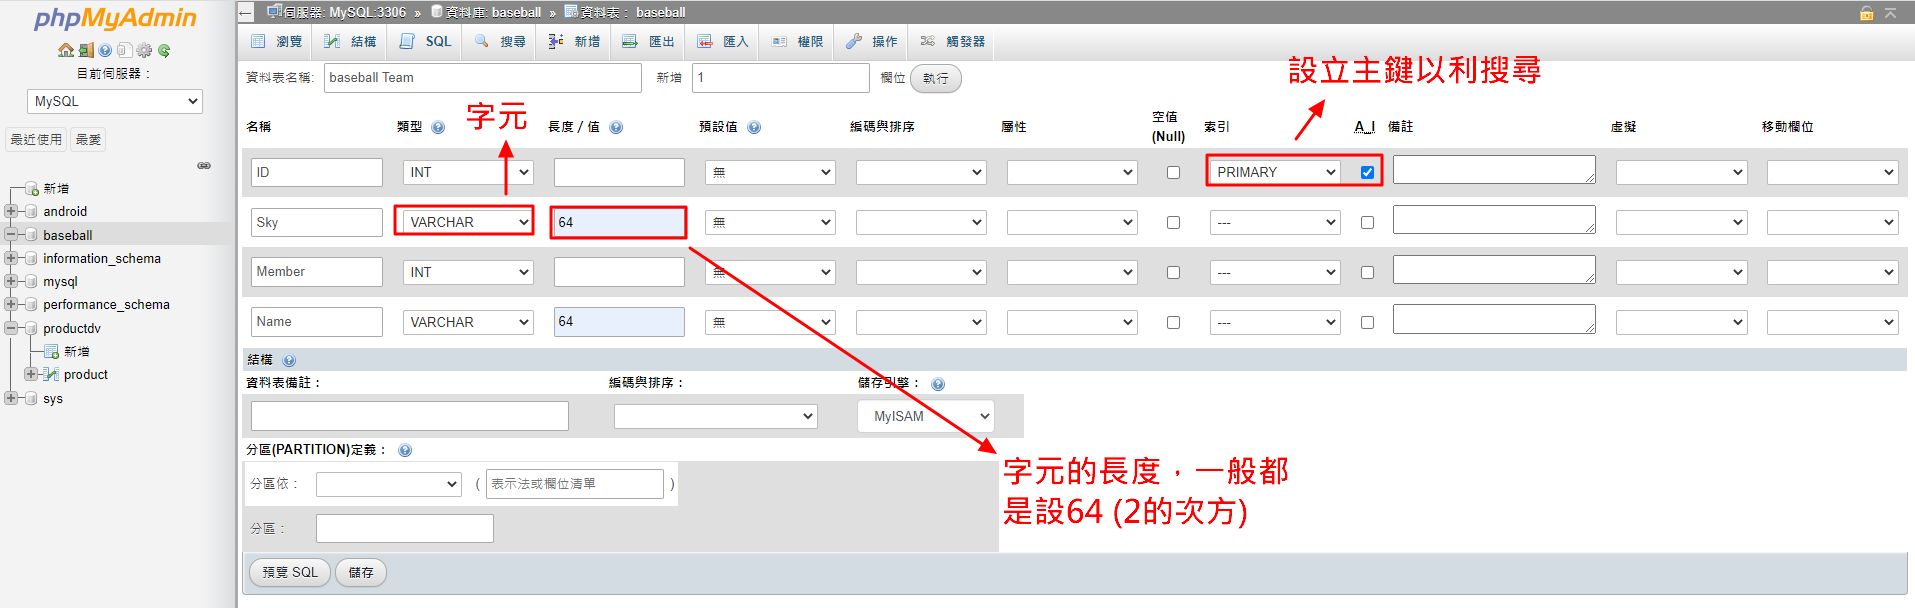 phpMyAdmin
目前伺服器：
MySQL
最近使用 最愛
新增
android
baseball
information_schema
mysql
performance_schema
productdv
新增
product
sys
伺服器: MySQL:3306 » 資料庫: baseball » 資料表： baseball
瀏覽 結構 SQL 搜尋 新增 匯出 匯入 權限 操作 觸發器
資料表名稱: baseball Team 新增 1 欄位 執行
設立主鍵以利搜尋
字元
名稱 類型 長度 / 值 預設值 編碼與排序 屬性 空值 (Null) 索引 A_I 備註 虛擬 移動欄位
ID INT 無 PRIMARY
Sky VARCHAR 64 無 ---
Member INT 無 ---
Name VARCHAR 64 無 ---
結構
資料表備註： 編碼與排序： 儲存引擎：
MyISAM
分區(PARTITION)定義：
分區依： ( 表示法或欄位清單 )
分區：
字元的長度，一般都
是設64 (2的次方)
預覽 SQL 儲存